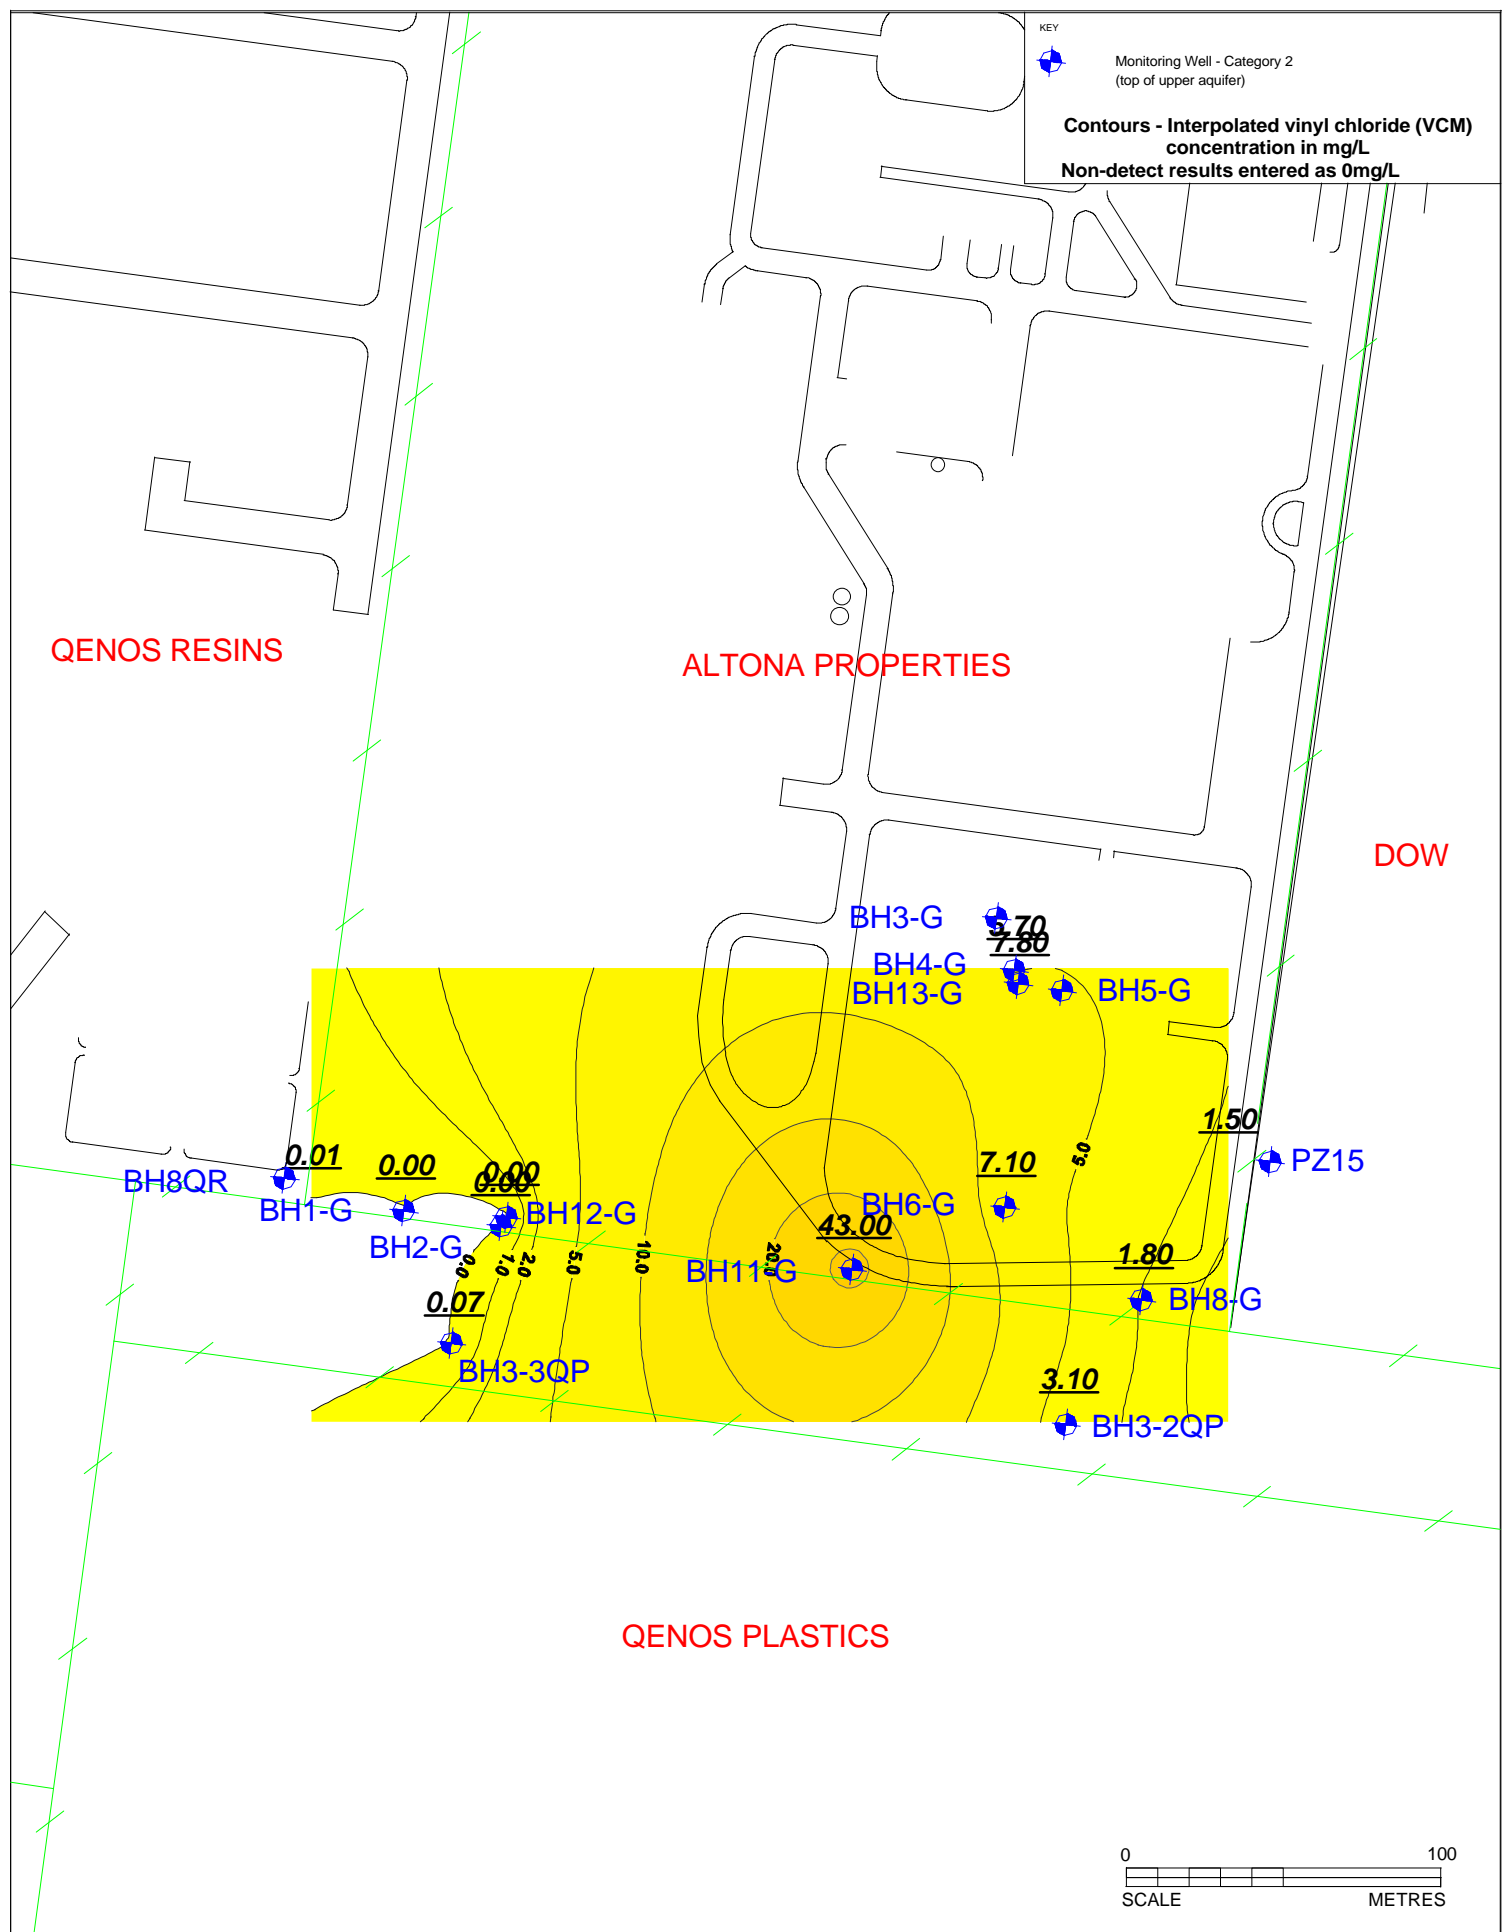 KEY
Monitoring Well - Category 2
(top of upper aquifer)
Contours - Interpolated vinyl chloride (VCM)
concentration in mg/L
Non-detect results entered as 0mg/L
QENOS RESINS
ALTONA PROPERTIES
DOW
BH3-G
5.70
7.80
BH4-G
BH13-G
BH5-G
1.50
PZ15
5.0
7.10
BH6-G
0.01
BH8QR
0.00
BH1-G
0.00
0.00
BH12-G
BH2-G
0.0
1.0
2.0
5.0
10.0
20.0
43.00
BH11-G
1.80
BH8-G
0.07
BH3-3QP
3.10
BH3-2QP
QENOS PLASTICS
0 100
SCALE METRES